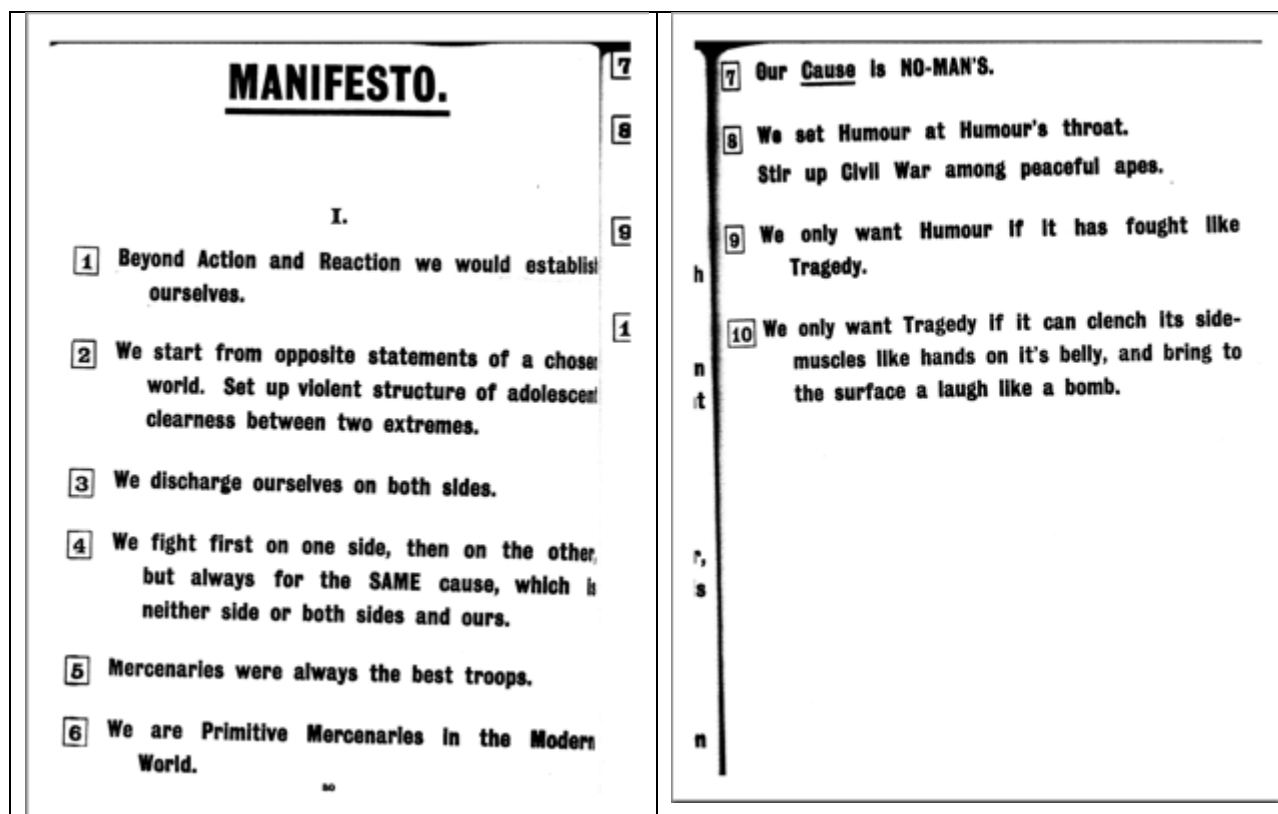 MANIFESTO.
I.
1 Beyond Action and Reaction we would establish
ourselves.
2 We start from opposite statements of a chosen
world. Set up violent structure of adolescent
clearness between two extremes.
3 We discharge ourselves on both sides.
4 We fight first on one side, then on the other,
but always for the SAME cause, which is
neither side or both sides and ours.
5 Mercenaries were always the best troops.
6 We are Primitive Mercenaries in the Modern
World.
7 Our Cause is NO-MAN'S.
8 We set Humour at Humour's throat.
Stir up Civil War among peaceful apes.
9 We only want Humour if it has fought like
Tragedy.
10 We only want Tragedy if it can clench its side-
muscles like hands on it's belly, and bring to
the surface a laugh like a bomb.